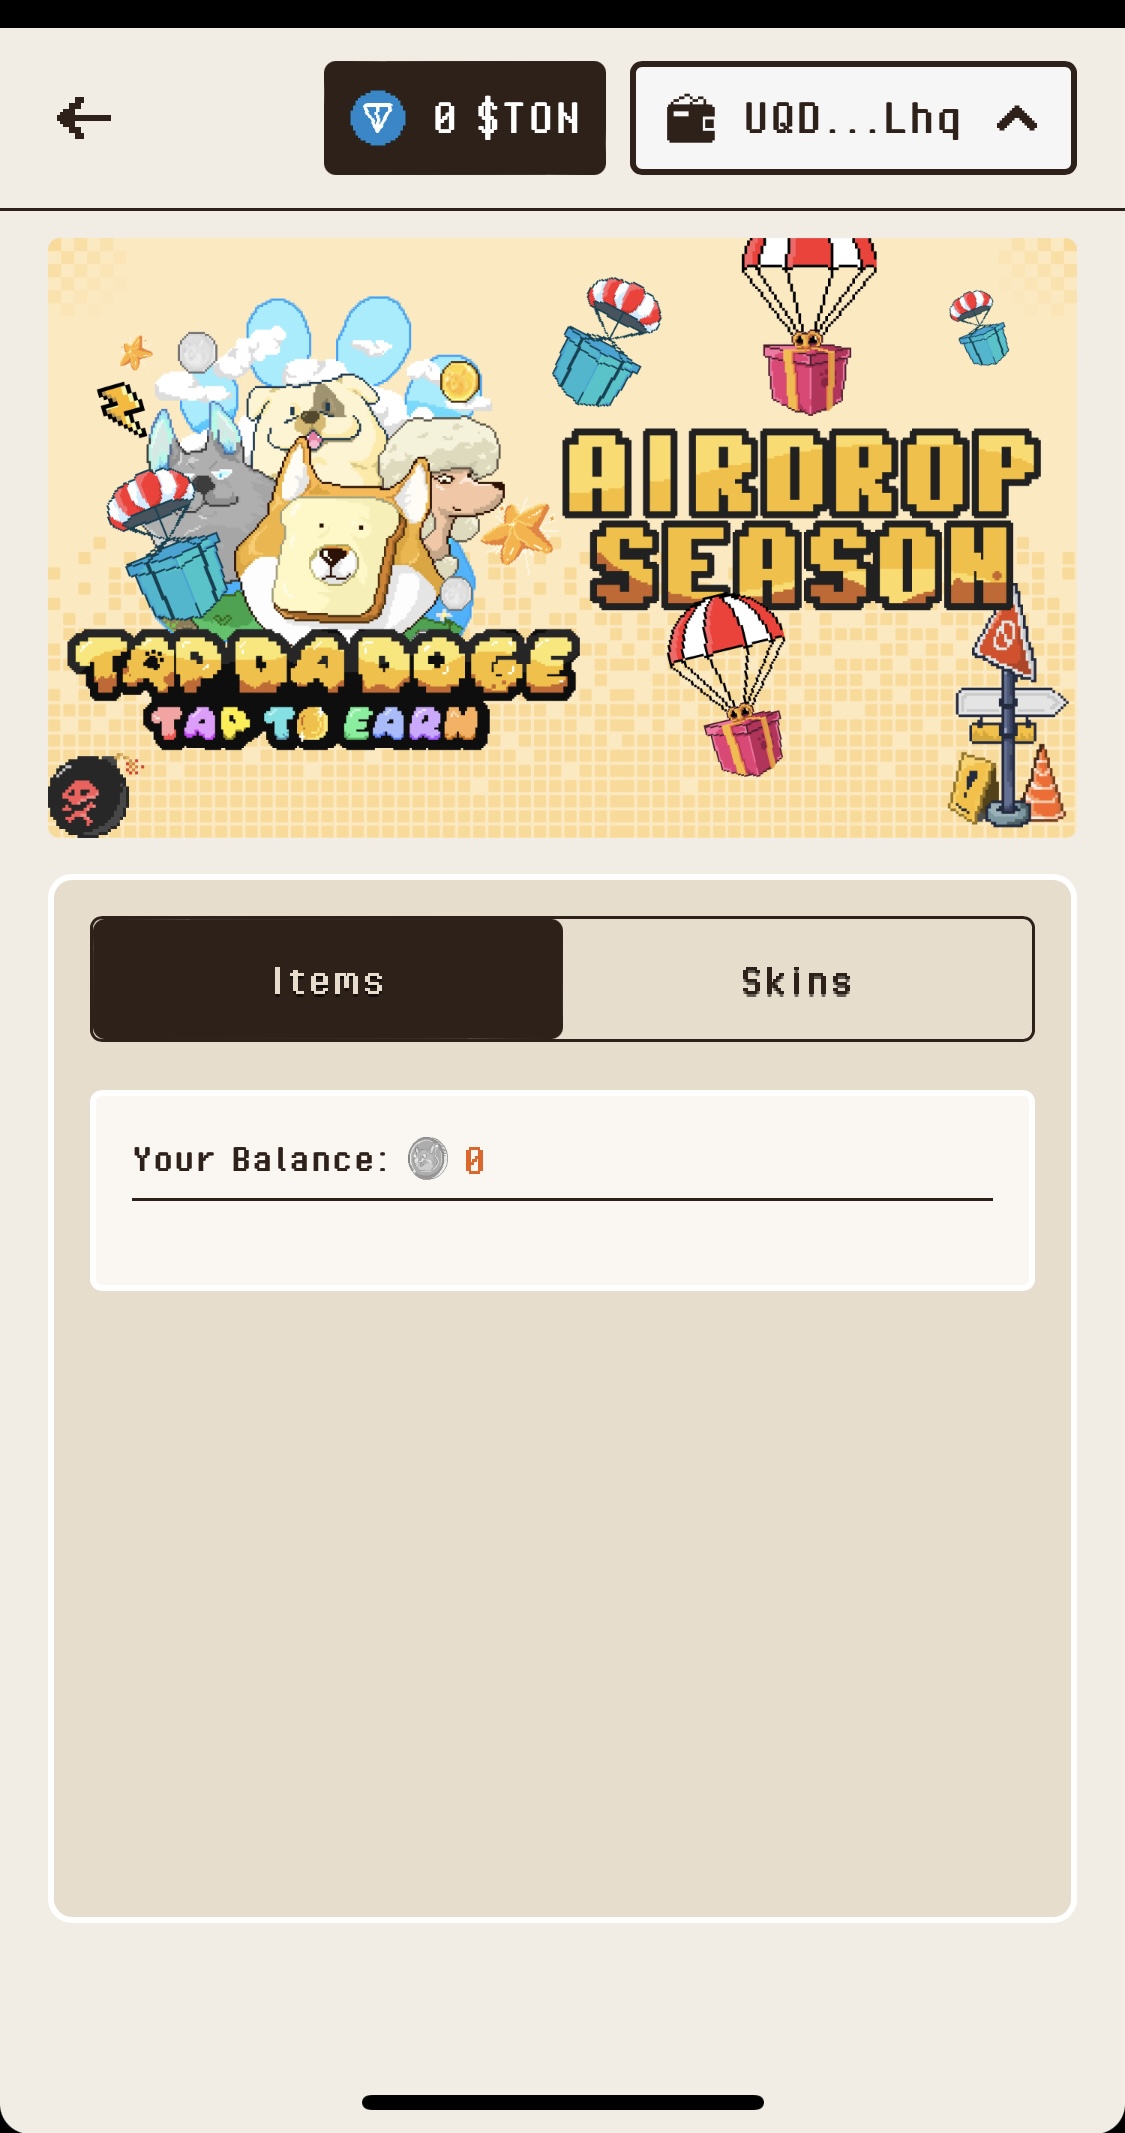 0 $TON
UQD...Lhq
AIRDROP
SEASON
TAP DA DOGE
TAP TO EARN
Items
Skins
Your Balance: 0